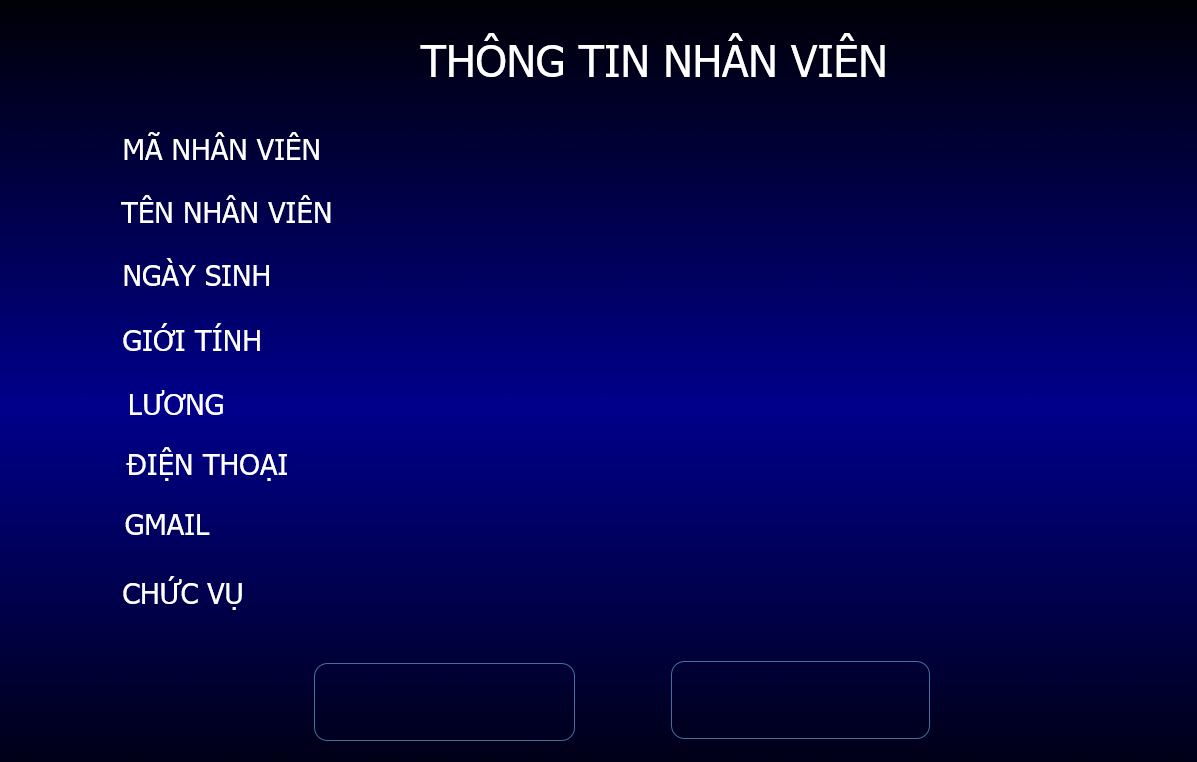 THÔNG TIN NHÂN VIÊN
MÃ NHÂN VIÊN
TÊN NHÂN VIÊN
NGÀY SINH
GIỚI TÍNH
LƯƠNG
ĐIỆN THOẠI
GMAIL
CHỨC VỤ